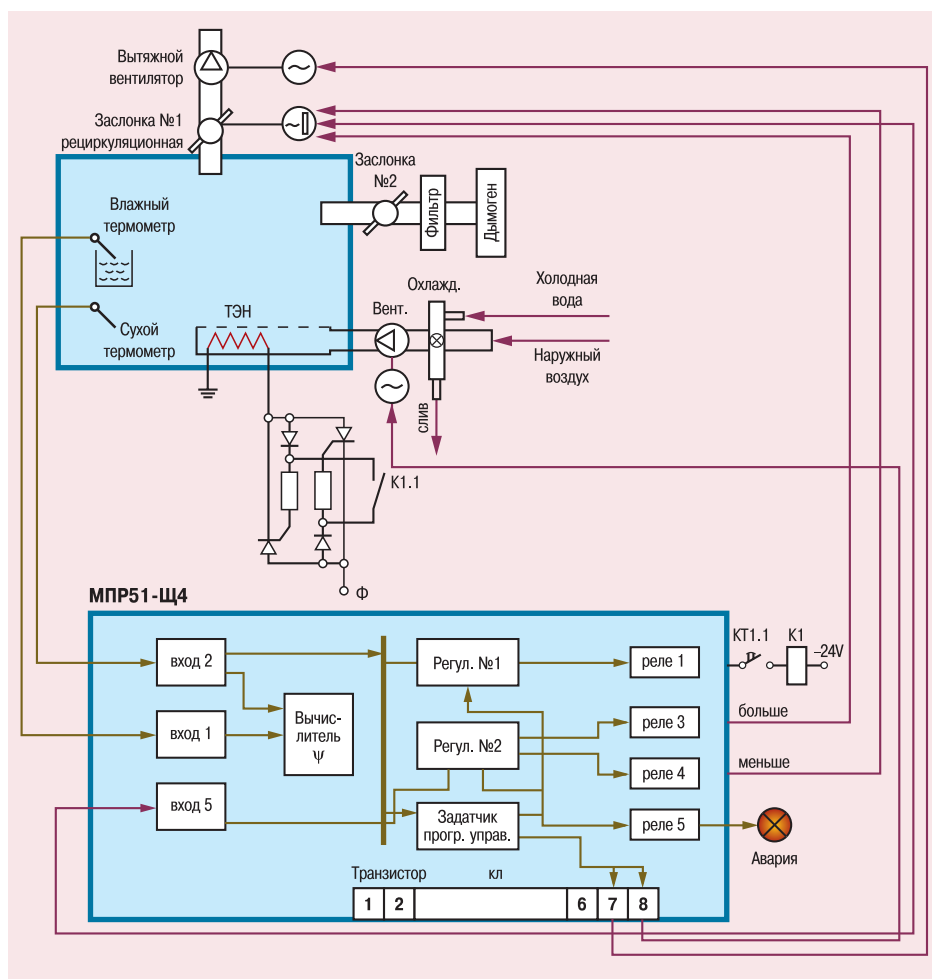 Вытяжной
вентилятор
Заслонка №1
рециркуляционная
Заслонка
№2
Фильтр
Дымоген
Влажный
термометр
Сухой
термометр
ТЭН
Вент.
Охлажд.
Холодная
вода
Наружный
воздух
слив
К1.1
Ф
МПР51-Щ4
вход 2
вход 1
вход 5
Вычис-
литель
ψ
Регул. №1
Регул. №2
Задатчик
прогр. управ.
реле 1
реле 3
реле 4
реле 5
КТ1.1
К1
–24V
больше
меньше
Авария
Транзистор кл
1 2 6 7 8